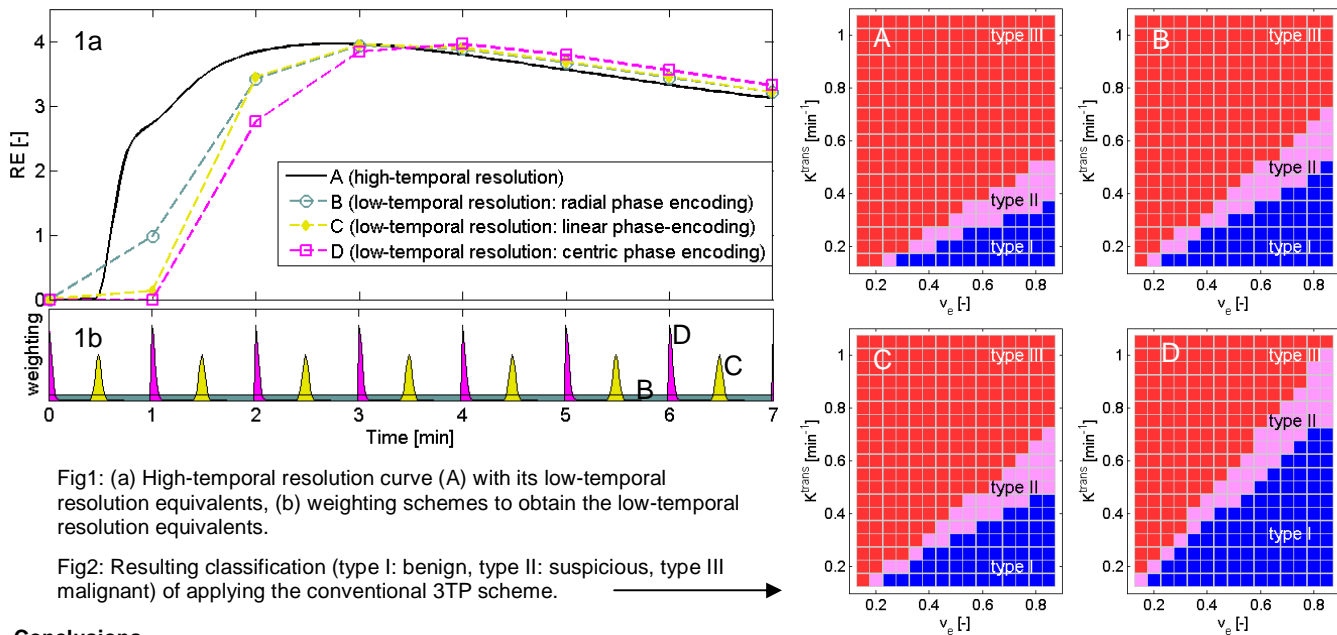 1a
RE [-]
4
3
2
1
0
A (high-temporal resolution)
B (low-temporal resolution: radial phase encoding)
C (low-temporal resolution: linear phase-encoding)
D (low-temporal resolution: centric phase encoding)
1b
weighting
D
C
B
0 1 2 3 4 5 6 7
Time [min]
Fig1: (a) High-temporal resolution curve (A) with its low-temporal
resolution equivalents, (b) weighting schemes to obtain the low-temporal
resolution equivalents.
Fig2: Resulting classification (type I: benign, type II: suspicious, type III
malignant) of applying the conventional 3TP scheme.
A
type III
type II
type I
K^trans [min^-1]
1
0.8
0.6
0.4
0.2
0.2 0.4 0.6 0.8
v_e [-]
B
type III
type II
type I
K^trans [min^-1]
1
0.8
0.6
0.4
0.2
0.2 0.4 0.6 0.8
v_e [-]
C
type III
type II
type I
K^trans [min^-1]
1
0.8
0.6
0.4
0.2
0.2 0.4 0.6 0.8
v_e [-]
D
type III
type II
type I
K^trans [min^-1]
1
0.8
0.6
0.4
0.2
0.2 0.4 0.6 0.8
v_e [-]